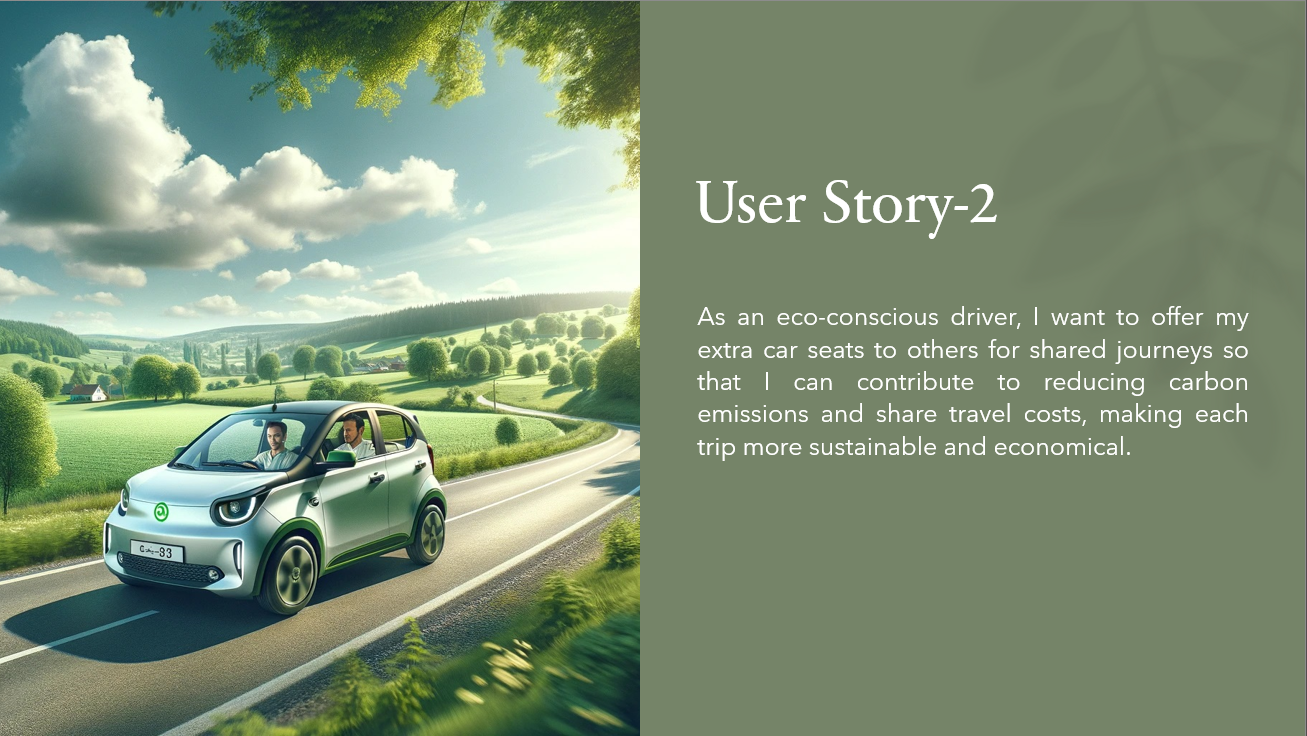 User Story-2
As an eco-conscious driver, I want to offer my
extra car seats to others for shared journeys so
that I can contribute to reducing carbon
emissions and share travel costs, making each
trip more sustainable and economical.